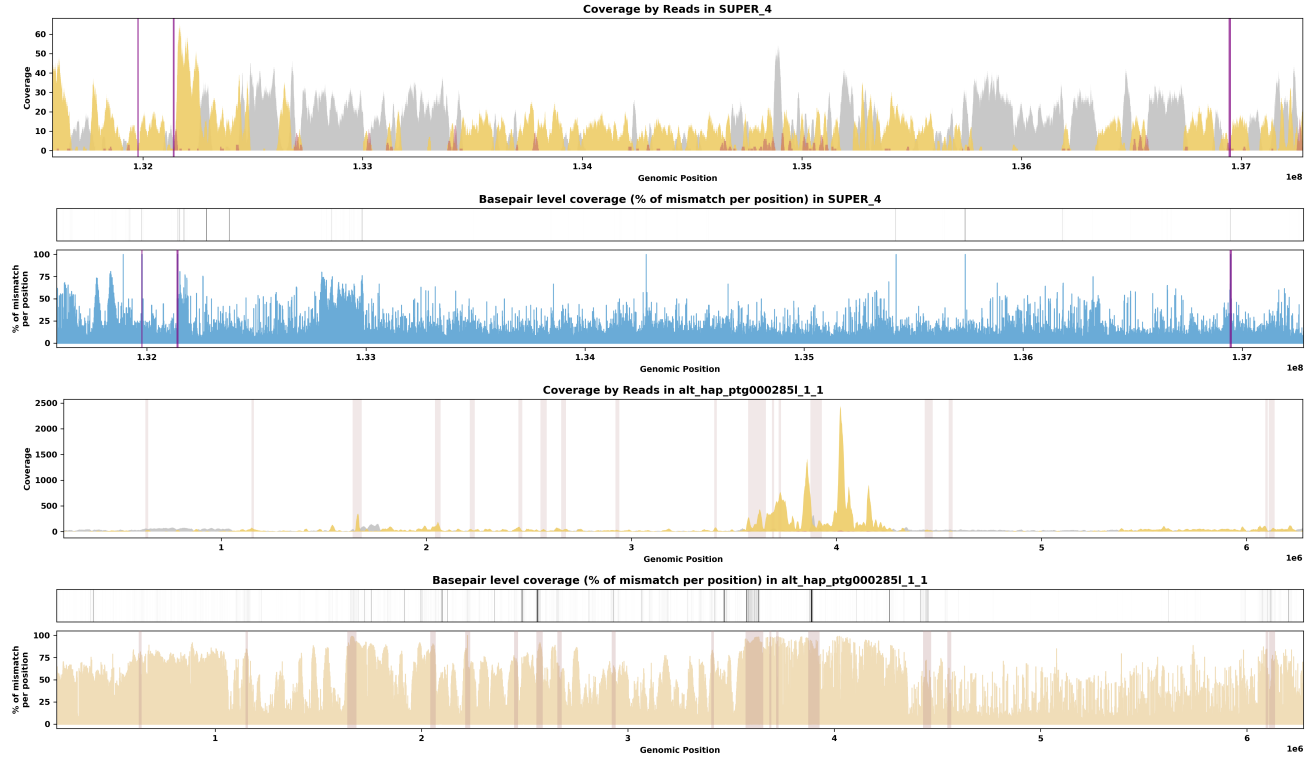 Coverage by Reads in SUPER_4
Coverage
60
50
40
30
20
10
0
1.32 1.33 1.34 1.35 1.36 1.37
1e8
Genomic Position
Basepair level coverage (% of mismatch per position) in SUPER_4
% of mismatch
per position
100
75
50
25
0
1.32 1.33 1.34 1.35 1.36 1.37
1e8
Genomic Position
Coverage by Reads in alt_hap_ptg000285l_1_1
Coverage
2500
2000
1500
1000
500
0
1 2 3 4 5 6
1e6
Genomic Position
Basepair level coverage (% of mismatch per position) in alt_hap_ptg000285l_1_1
% of mismatch
per position
100
75
50
25
0
1 2 3 4 5 6
1e6
Genomic Position